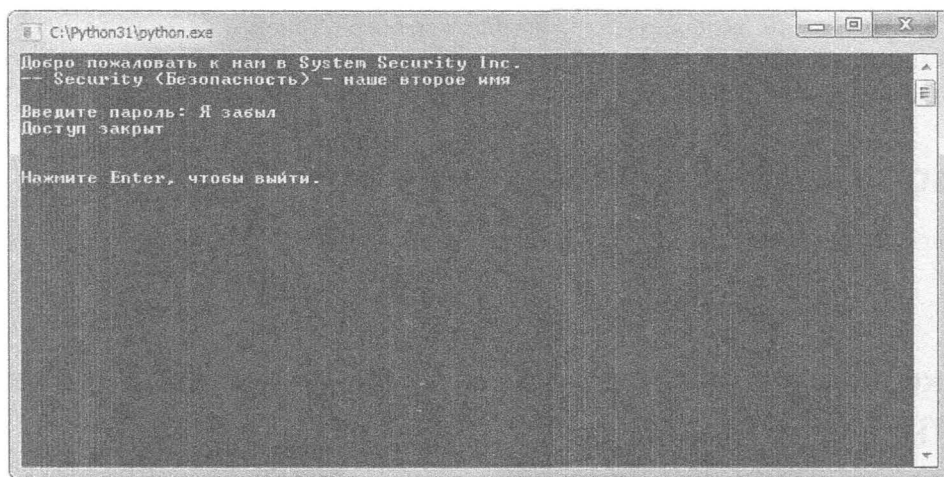 C:\Python31\python.exe
Добро пожаловать к нам в System Security Inc.
-- Security (Безопасность) - наше второе имя
Введите пароль: Я забыл
Доступ закрыт
Нажмите Enter, чтобы выйти.